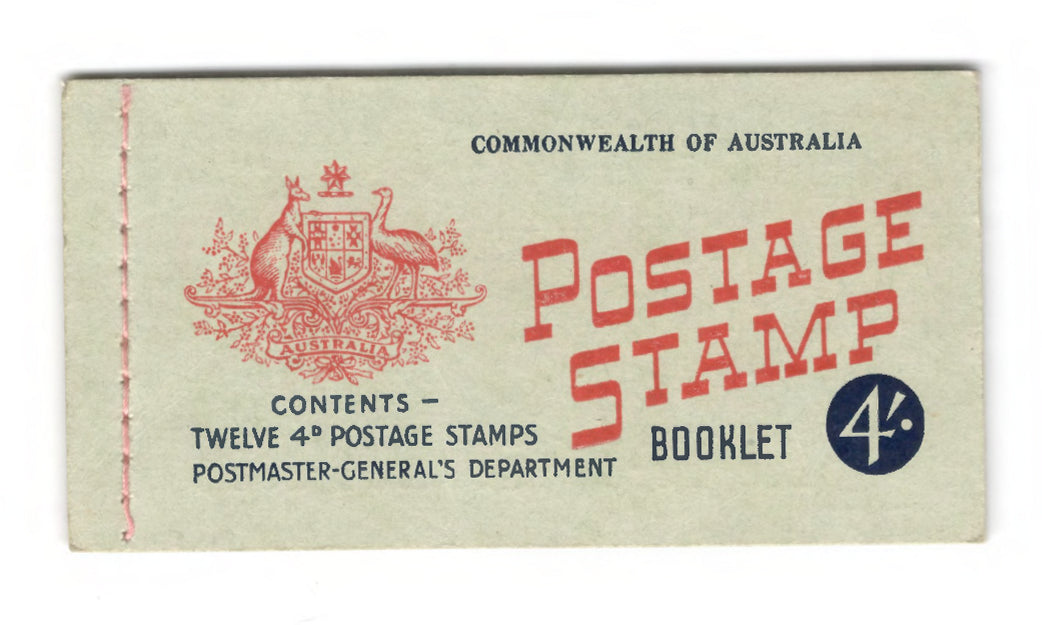 COMMONWEALTH OF AUSTRALIA
POSTAGE
STAMP
BOOKLET
4/.
AUSTRALIA
CONTENTS –
TWELVE 4ᴰ POSTAGE STAMPS
POSTMASTER-GENERAL'S DEPARTMENT